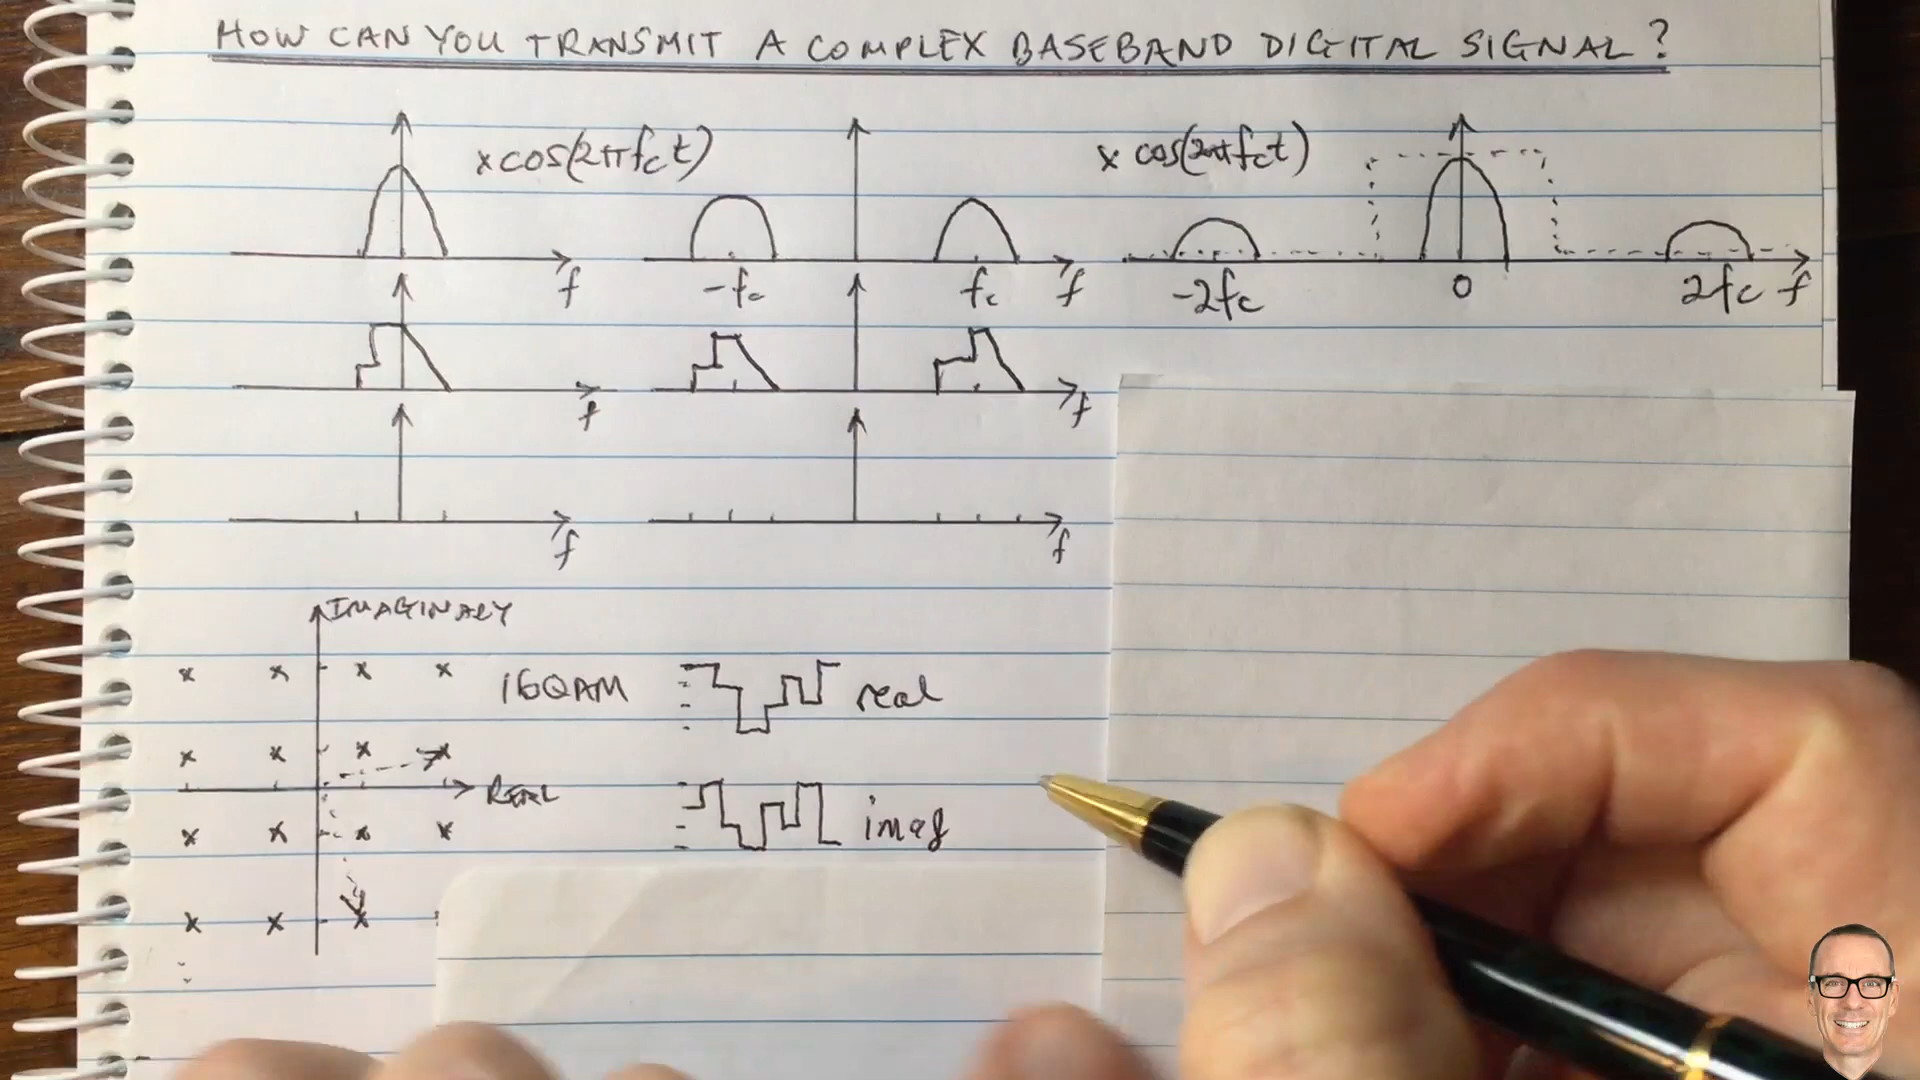 HOW CAN YOU TRANSMIT A COMPLEX BASEBAND DIGITAL SIGNAL?
x cos(2πfct) x cos(2πfct)
f -fc fc f -2fc 0 2fc f
f f
f f
IMAGINARY
16QAM real
REAL
imag